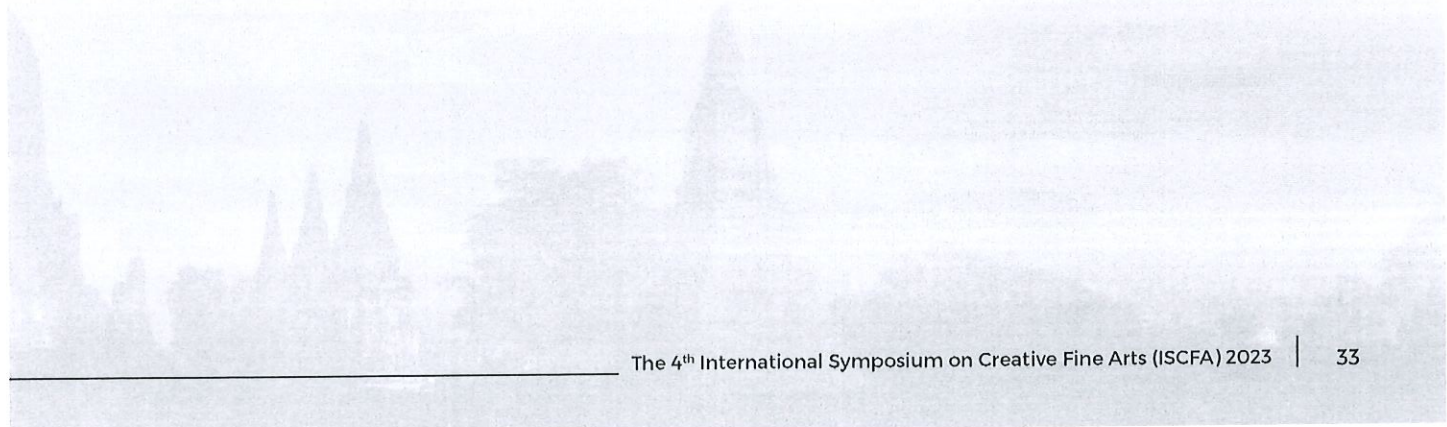 The 4th International Symposium on Creative Fine Arts (ISCFA) 2023 | 33